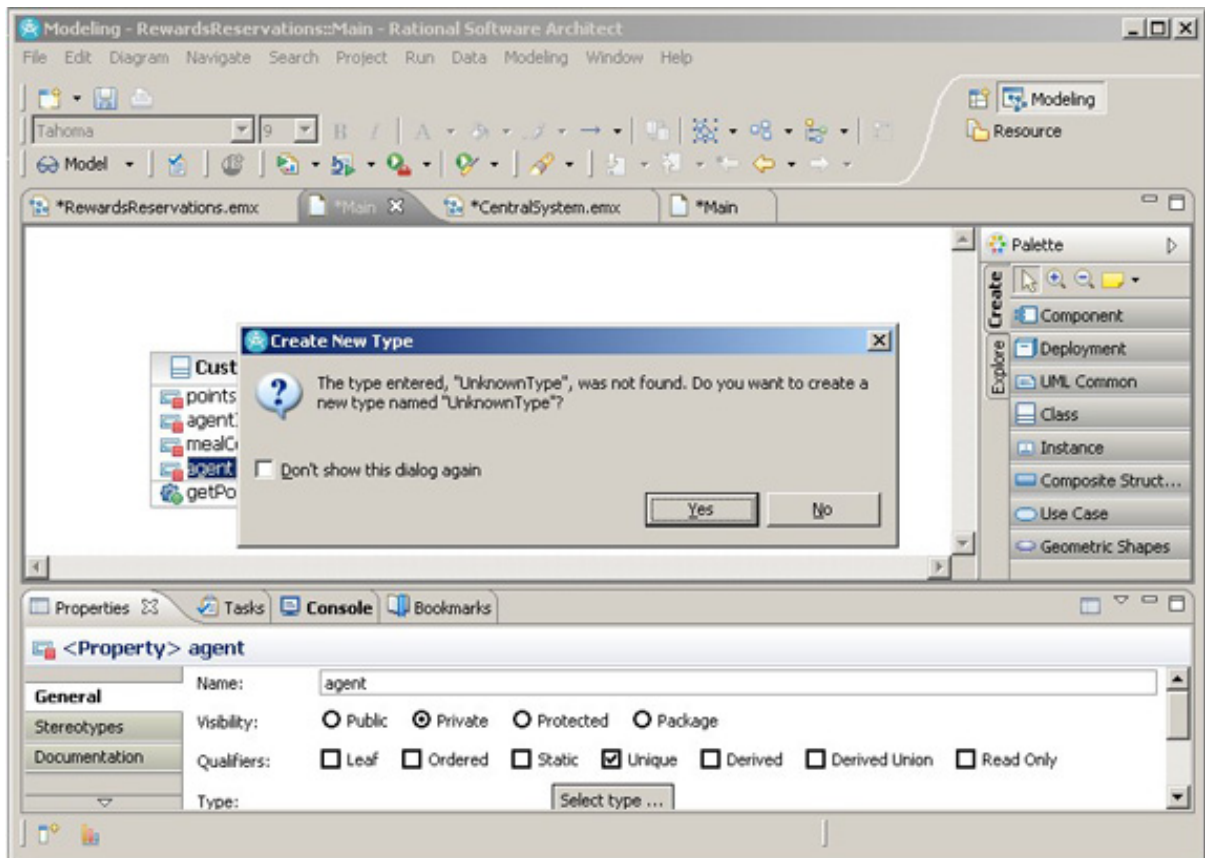 Modeling - RewardsReservations::Main - Rational Software Architect
File Edit Diagram Navigate Search Project Run Data Modeling Window Help
Modeling
Tahoma 9 B I A
Resource
Model
*RewardsReservations.emx *Main *CentralSystem.emx *Main
Palette
Create
Explore
Component
Deployment
UML Common
Class
Instance
Composite Struct...
Use Case
Geometric Shapes
Create New Type
The type entered, "UnknownType", was not found. Do you want to create a
new type named "UnknownType"?
Don't show this dialog again
Yes No
Cust
points
agent
mealC
agent
getPo
Properties Tasks Console Bookmarks
<Property> agent
General
Stereotypes
Documentation
Name: agent
Visibility: Public Private Protected Package
Qualifiers: Leaf Ordered Static Unique Derived Derived Union Read Only
Type: Select type ...